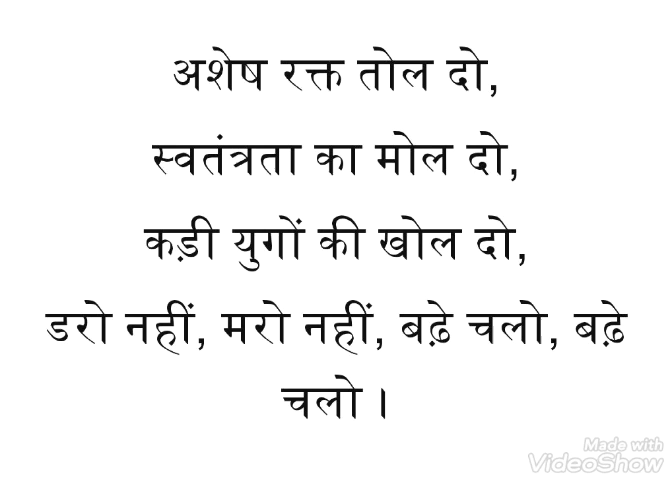 अशेष रक्त तोल दो,
स्वतंत्रता का मोल दो,
कड़ी युगों की खोल दो,
डरो नहीं, मरो नहीं, बढ़े चलो, बढ़े
चलो ।
Made with
VideoShow